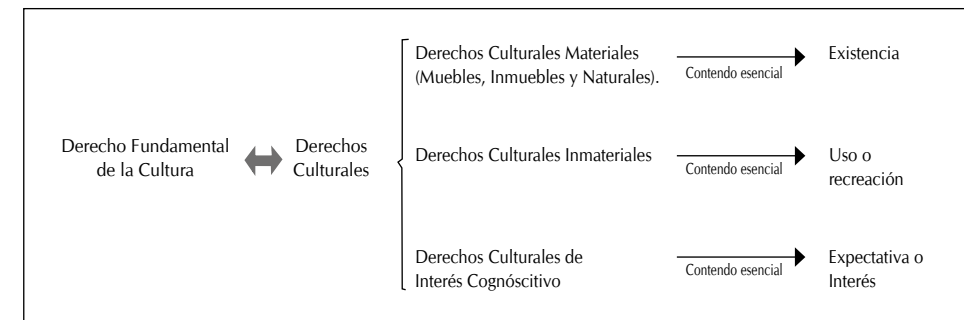 Derecho Fundamental
de la Cultura
Derechos
Culturales
Derechos Culturales Materiales
(Muebles, Inmuebles y Naturales).
Contendo esencial
Existencia
Derechos Culturales Inmateriales
Contendo esencial
Uso o
recreación
Derechos Culturales de
Interés Cognóscitivo
Contendo esencial
Expectativa o
Interés